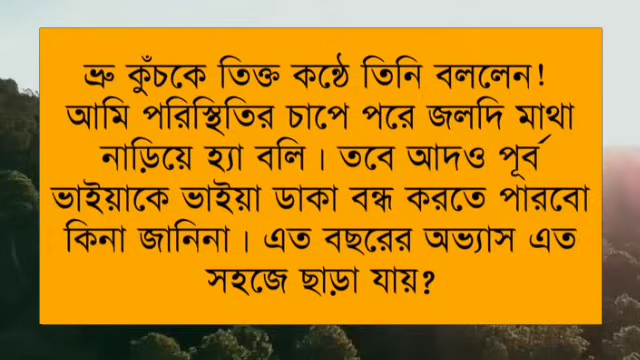 ভ্রু কুঁচকে তিক্ত কন্ঠে তিনি বললেন!
আমি পরিস্থিতির চাপে পরে জলদি মাথা
নাড়িয়ে হ্যা বলি। তবে আদও পূর্ব
ভাইয়াকে ভাইয়া ডাকা বন্ধ করতে পারবো
কিনা জানিনা। এত বছরের অভ্যাস এত
সহজে ছাড়া যায়?